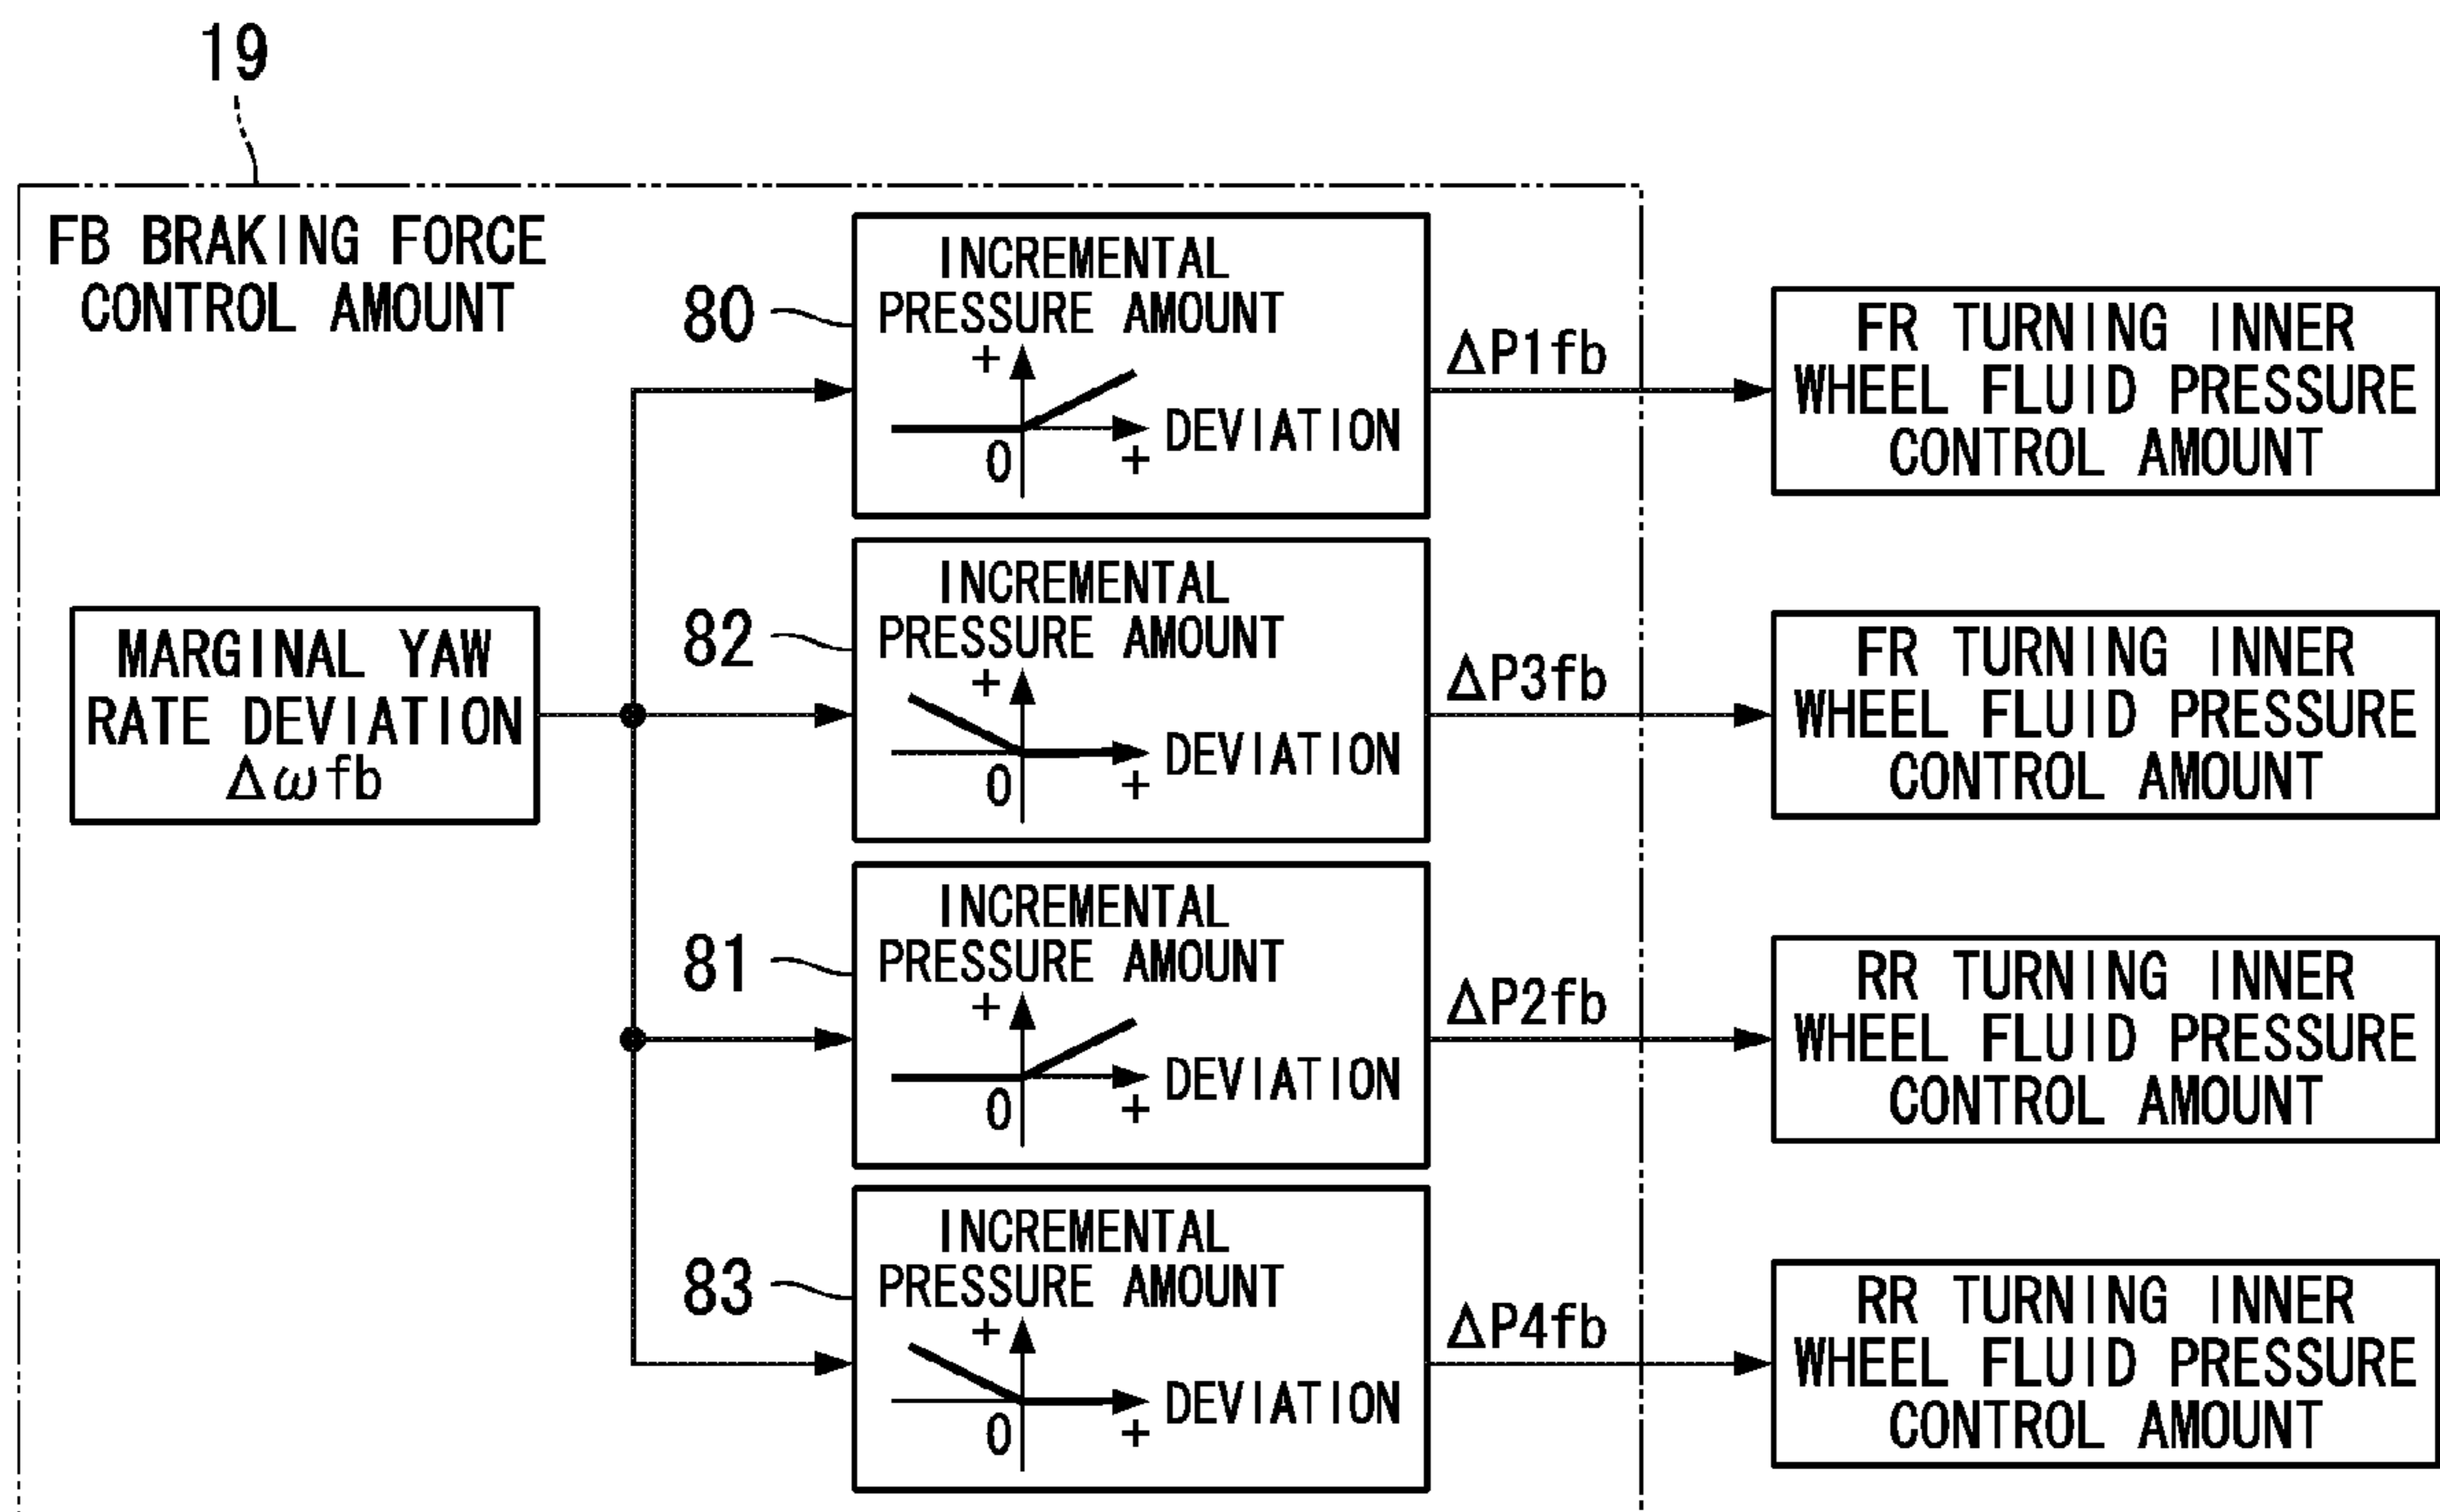 19
FB BRAKING FORCE
CONTROL AMOUNT
MARGINAL YAW
RATE DEVIATION
Δωfb
80
INCREMENTAL
PRESSURE AMOUNT
+
0
+
DEVIATION
ΔP1fb
FR TURNING INNER
WHEEL FLUID PRESSURE
CONTROL AMOUNT
82
INCREMENTAL
PRESSURE AMOUNT
+
0
+
DEVIATION
ΔP3fb
FR TURNING INNER
WHEEL FLUID PRESSURE
CONTROL AMOUNT
81
INCREMENTAL
PRESSURE AMOUNT
+
0
+
DEVIATION
ΔP2fb
RR TURNING INNER
WHEEL FLUID PRESSURE
CONTROL AMOUNT
83
INCREMENTAL
PRESSURE AMOUNT
+
0
+
DEVIATION
ΔP4fb
RR TURNING INNER
WHEEL FLUID PRESSURE
CONTROL AMOUNT